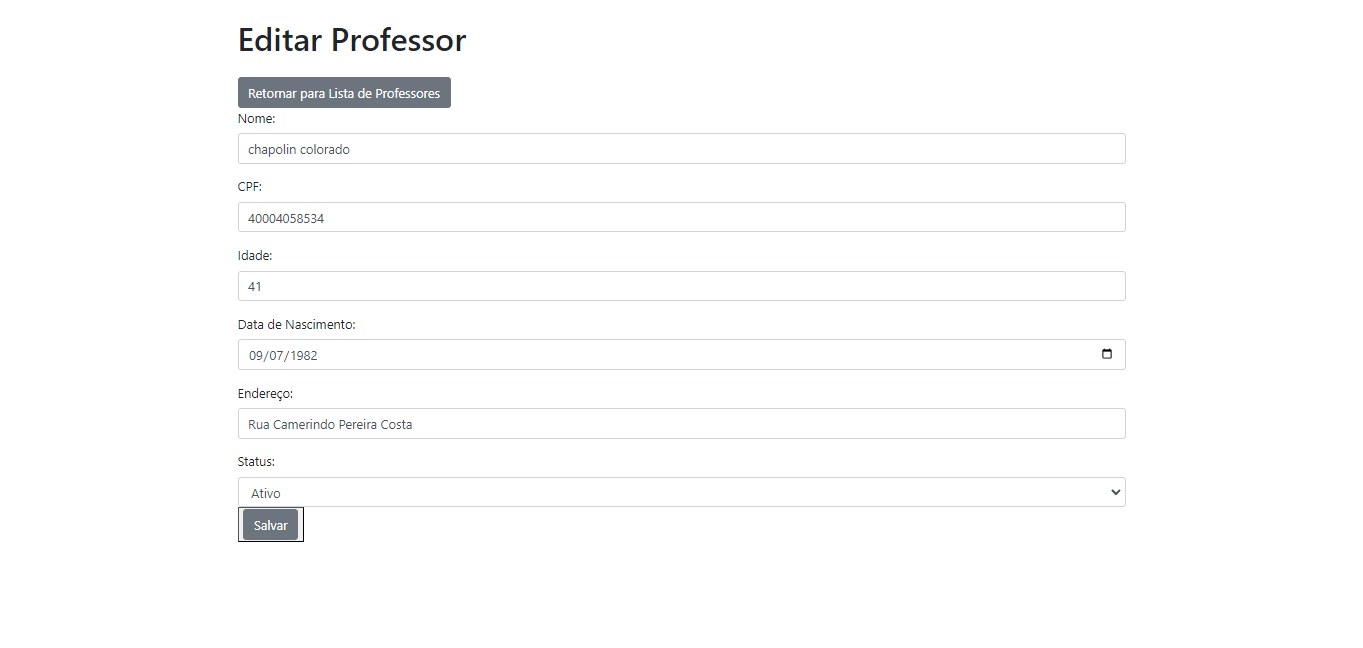 Editar Professor
Retornar para Lista de Professores
Nome:
chapolin colorado
CPF:
40004058534
Idade:
41
Data de Nascimento:
09/07/1982
Endereço:
Rua Camerindo Pereira Costa
Status:
Ativo
Salvar